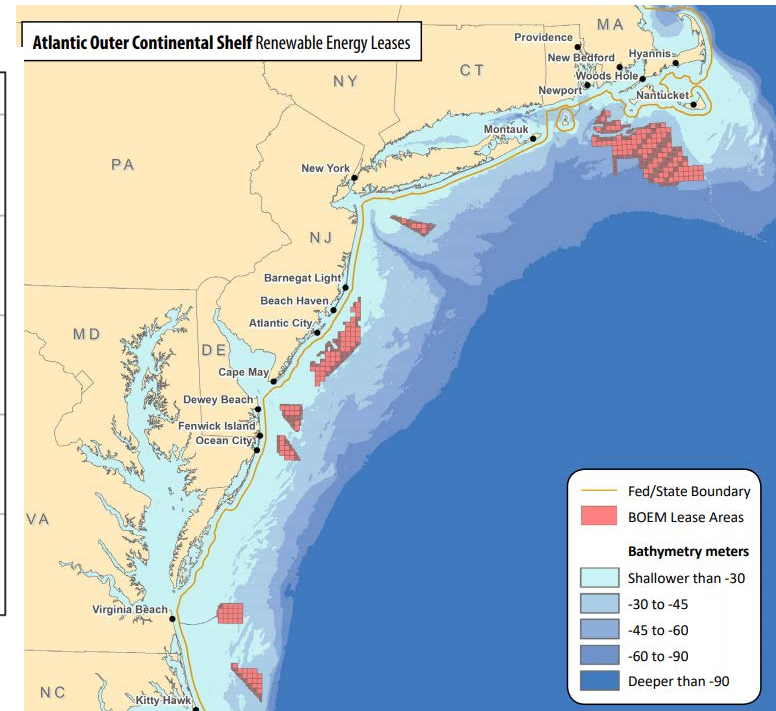 Atlantic Outer Continental Shelf Renewable Energy Leases
MA
Providence
New Bedford
Hyannis
Woods Hole
CT
NY
Newport
Nantucket
Montauk
PA
New York
NJ
Barnegat Light
Beach Haven
Atlantic City
MD
DE
Cape May
Dewey Beach
Fenwick Island
Ocean City
VA
Virginia Beach
NC
Kitty Hawk
Fed/State Boundary
BOEM Lease Areas
Bathymetry meters
Shallower than -30
-30 to -45
-45 to -60
-60 to -90
Deeper than -90